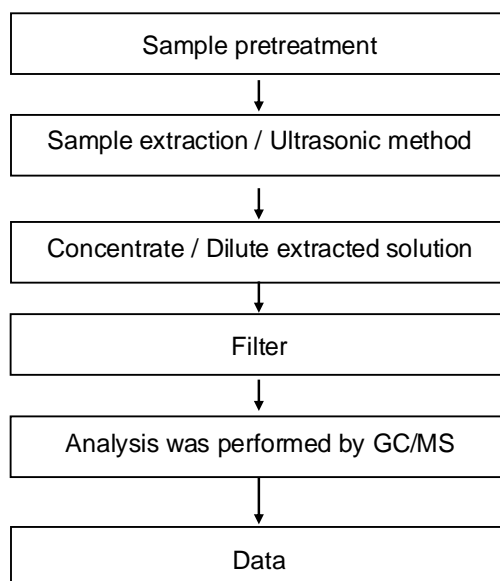 Sample pretreatment
Sample extraction / Ultrasonic method
Concentrate / Dilute extracted solution
Filter
Analysis was performed by GC/MS
Data